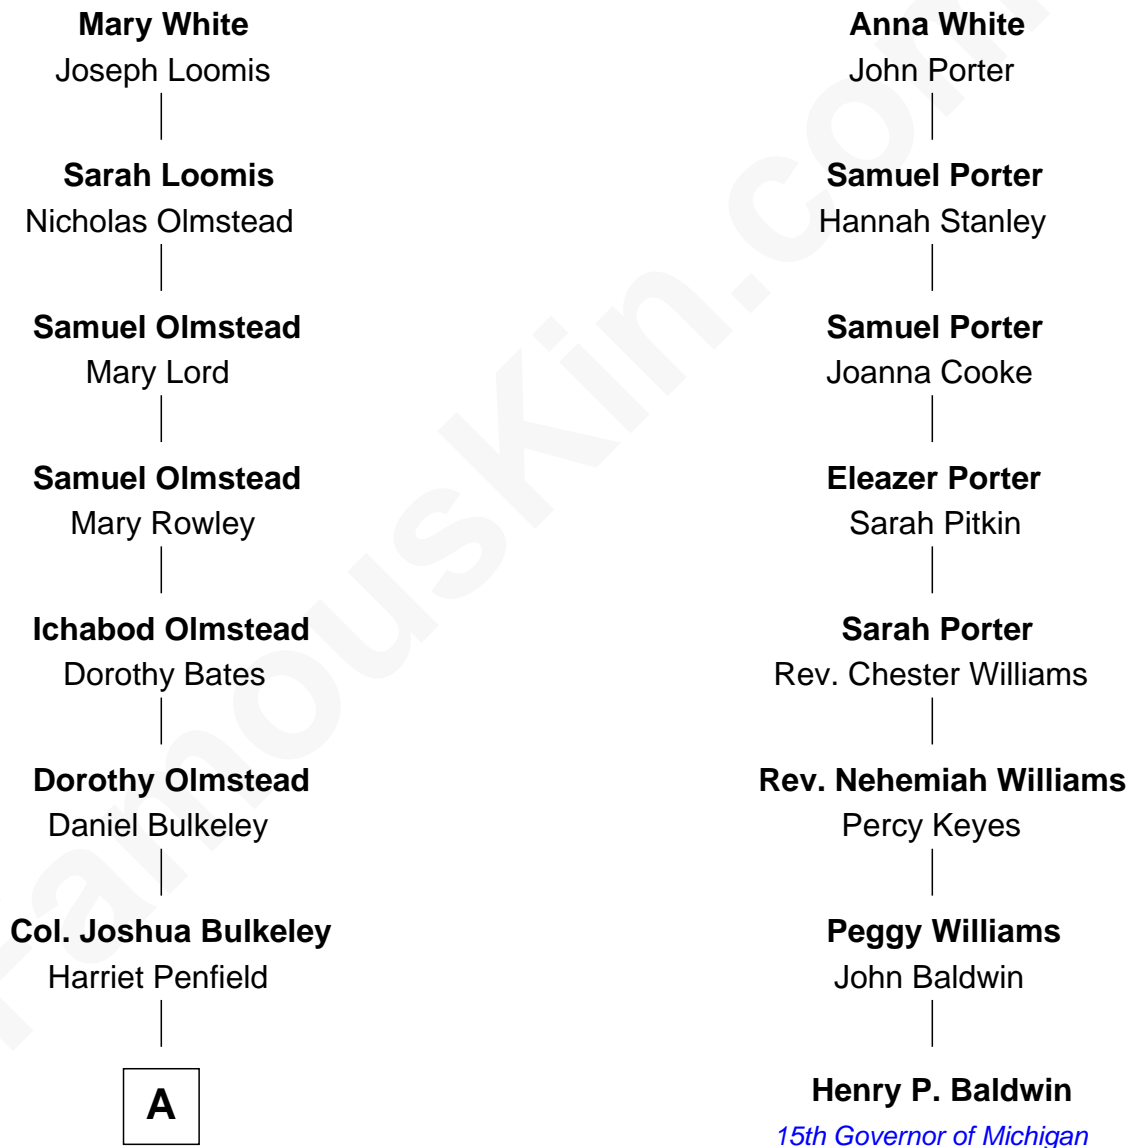 Mary White
Joseph Loomis
Sarah Loomis
Nicholas Olmstead
Samuel Olmstead
Mary Lord
Samuel Olmstead
Mary Rowley
Ichabod Olmstead
Dorothy Bates
Dorothy Olmstead
Daniel Bulkeley
Col. Joshua Bulkeley
Harriet Penfield
A
Anna White
John Porter
Samuel Porter
Hannah Stanley
Samuel Porter
Joanna Cooke
Eleazer Porter
Sarah Pitkin
Sarah Porter
Rev. Chester Williams
Rev. Nehemiah Williams
Percy Keyes
Peggy Williams
John Baldwin
Henry P. Baldwin
15th Governor of Michigan
FamousKin.com